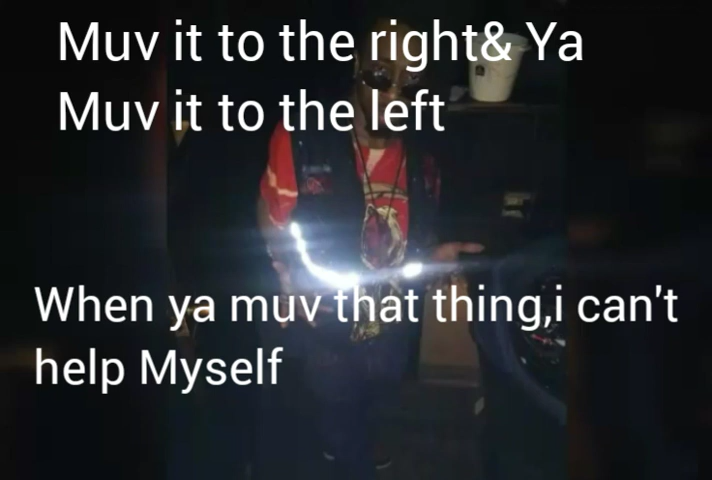 Muv it to the right& Ya
Muv it to the left
When ya muv that thing,i can't
help Myself